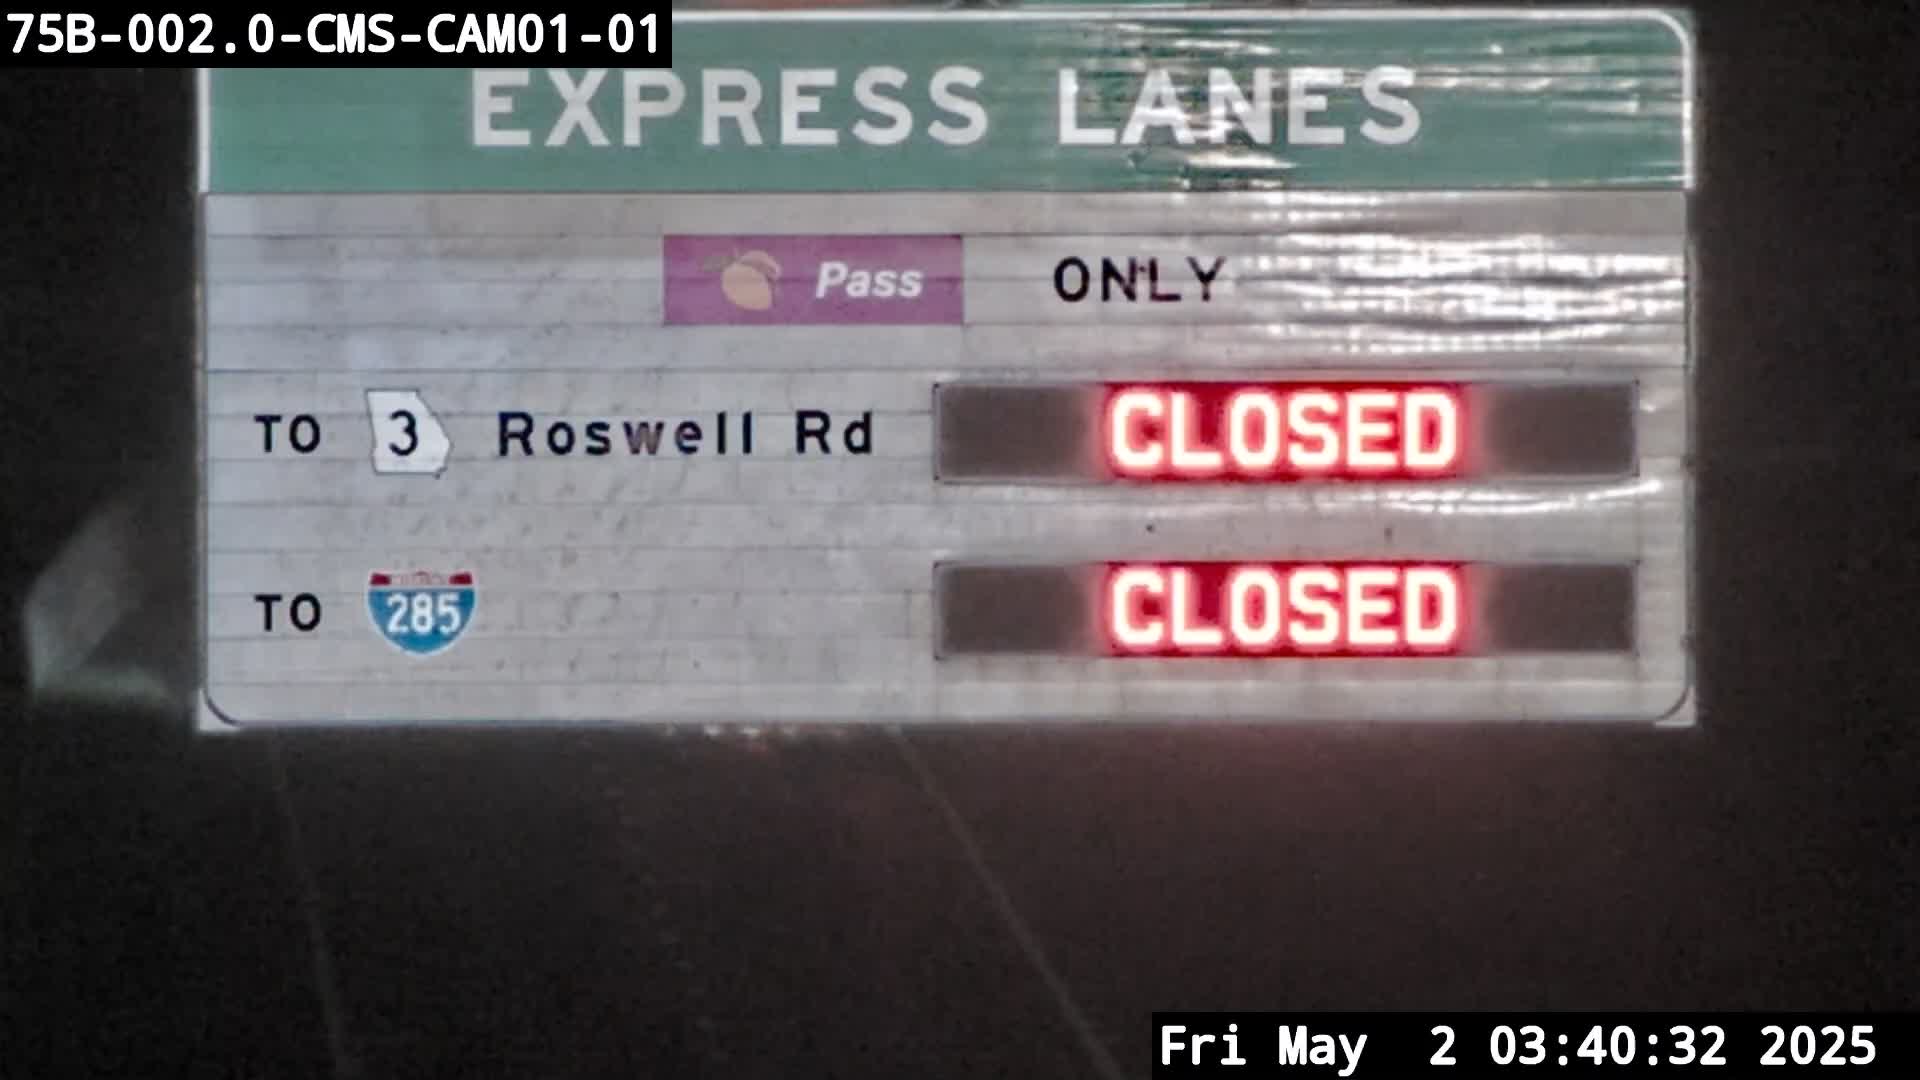 75B-002.0-CMS-CAM01-01
EXPRESS LANES
Pass ONLY
TO 3 Roswell Rd CLOSED
TO 285 CLOSED
Fri May 2 03:40:32 2025